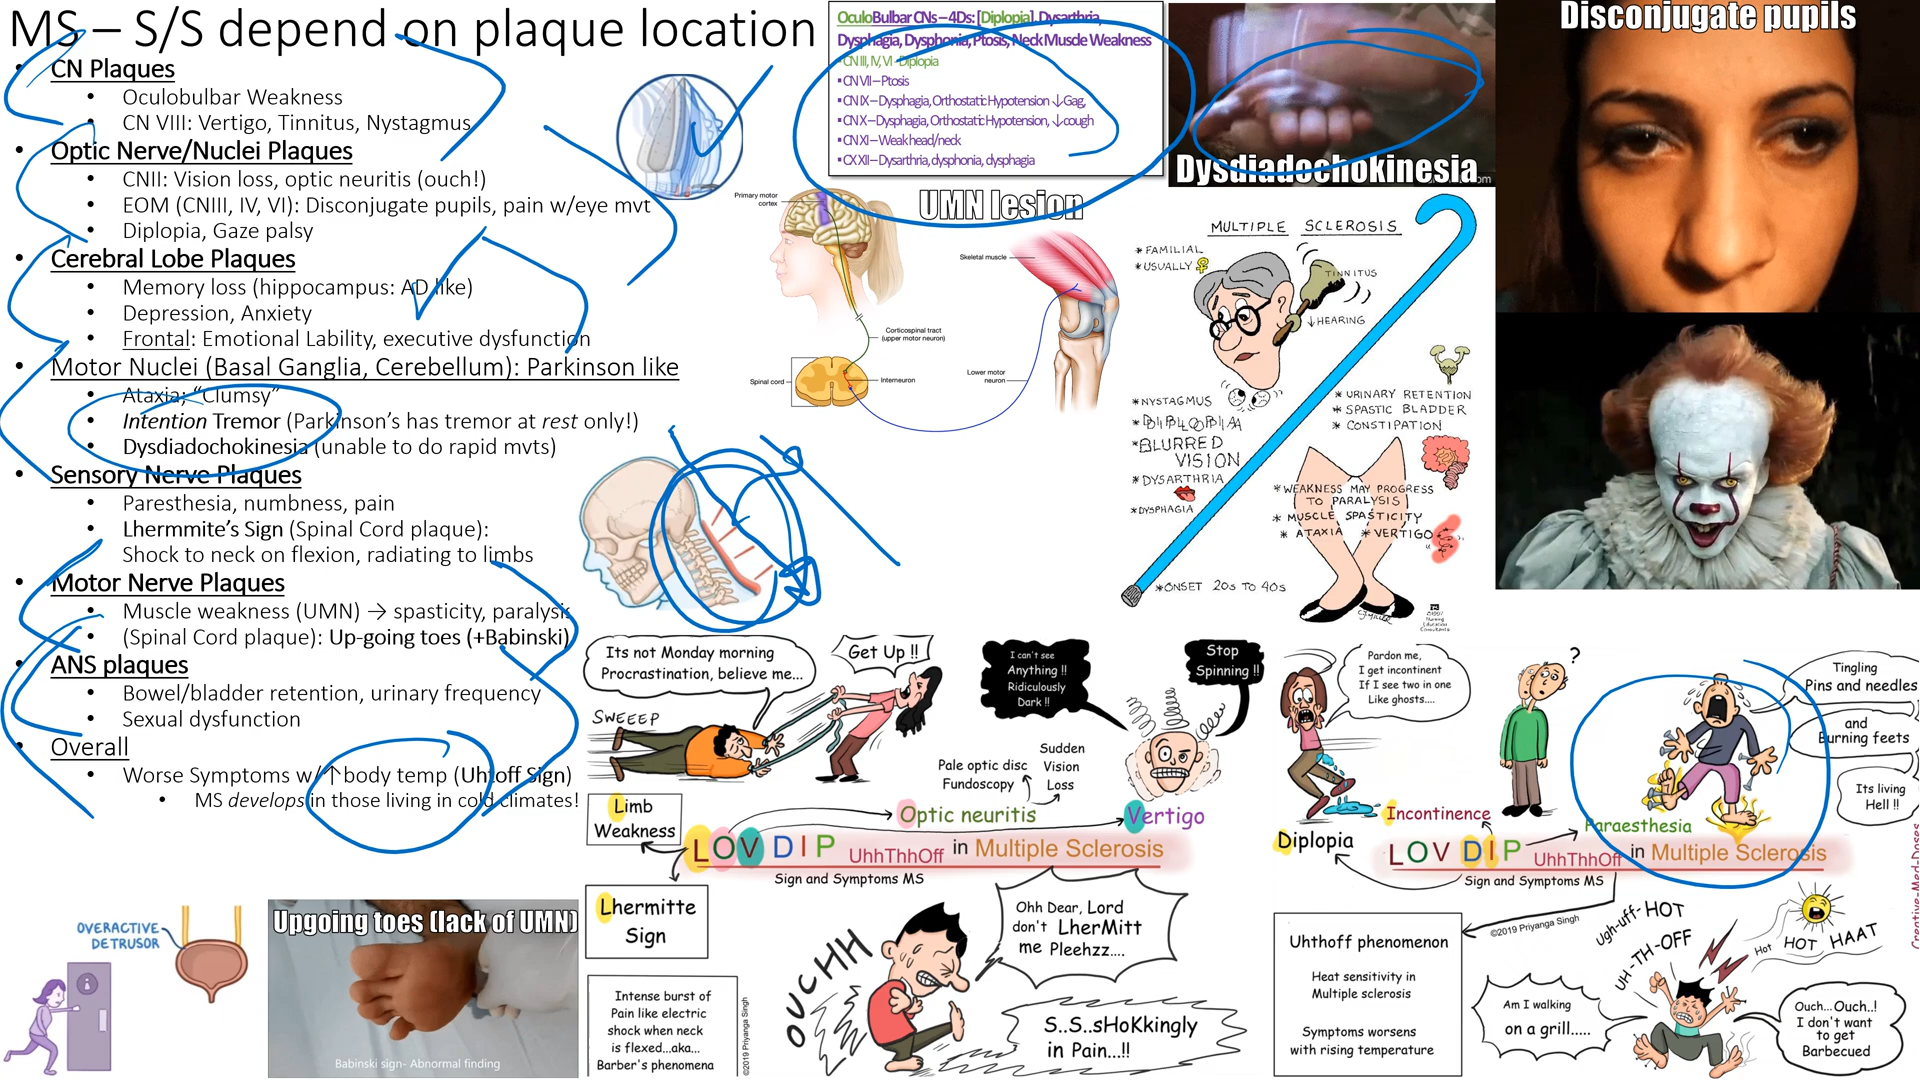 MS – S/S depend on plaque location
• CN Plaques
• Oculobulbar Weakness
• CN VIII: Vertigo, Tinnitus, Nystagmus
• Optic Nerve/Nuclei Plaques
• CNII: Vision loss, optic neuritis (ouch!)
• EOM (CNIII, IV, VI): Disconjugate pupils, pain w/eye mvt
• Diplopia, Gaze palsy
• Cerebral Lobe Plaques
• Memory loss (hippocampus: AD like)
• Depression, Anxiety
• Frontal: Emotional Lability, executive dysfunction
• Motor Nuclei (Basal Ganglia, Cerebellum): Parkinson like
• Ataxia; “Clumsy”
• Intention Tremor (Parkinson’s has tremor at rest only!)
• Dysdiadochokinesia (unable to do rapid mvts)
• Sensory Nerve Plaques
• Paresthesia, numbness, pain
• Lhermmite’s Sign (Spinal Cord plaque):
Shock to neck on flexion, radiating to limbs
• Motor Nerve Plaques
• Muscle weakness (UMN) → spasticity, paralysis
• (Spinal Cord plaque): Up-going toes (+Babinski)
• ANS plaques
• Bowel/bladder retention, urinary frequency
• Sexual dysfunction
• Overall
• Worse Symptoms w/↑body temp (Uhtoff Sign)
• MS develops in those living in cold climates!
OculoBulbar CNs – 4Ds: [Diplopia], Dysarthria,
Dysphagia, Dysphonia, Ptosis, Neck Muscle Weakness
▪CN III, IV, VI - Diplopia
▪CN VII – Ptosis
▪CN IX – Dysphagia, Orthostatic Hypotension ↓Gag,
▪CN X – Dysphagia, Orthostatic Hypotension, ↓cough
▪CN XI – Weak head/neck
▪CX XII – Dysarthria, dysphonia, dysphagia
UMN lesion
Primary motor
cortex
Skeletal muscle
Corticospinal tract
(upper motor neuron)
Spinal cord
Interneuron
Lower motor
neuron
Dysdiadochokinesia
Disconjugate pupils
MULTIPLE SCLEROSIS
* FAMILIAL
* USUALLY ♀
TINNITUS
↓HEARING
*NYSTAGMUS
*DIPLOPIA
*BLURRED
VISION
*DYSARTHRIA
*DYSPHAGIA
* URINARY RETENTION
* SPASTIC BLADDER
* CONSTIPATION
*WEAKNESS MAY PROGRESS
TO PARALYSIS
* MUSCLE SPASTICITY
* ATAXIA *VERTIGO
*ONSET 20s TO 40s
Nursing
Education
Consultants
Its not Monday morning
Procrastination, believe me...
Get Up !!
SWEEEP
I can't see
Anything !!
Ridiculously
Dark !!
Stop
Spinning !!
Pale optic disc
Fundoscopy
Sudden
Vision
Loss
Limb
Weakness
Optic neuritis
Vertigo
LOV DIP UhhThhOff in Multiple Sclerosis
Sign and Symptoms MS
Lhermitte
Sign
Intense burst of
Pain like electric
shock when neck
is flexed...aka...
Barber's phenomena
©2019 Priyanga Singh
OUCHHH
Ohh Dear, Lord
don't LherMitt
me Pleehzz....
S..S..sHoKkingly
in Pain...!!
Pardon me,
I get incontinent
If I see two in one
Like ghosts....
?
Tingling
Pins and needles
and
Burning feets
Its living
Hell !!
Incontinence
Diplopia
Paraesthesia
LOV DIP UhhThhOff in Multiple Sclerosis
Sign and Symptoms MS
©2019 Priyanga Singh
Creative-Med-Doses
Uhthoff phenomenon
Heat sensitivity in
Multiple sclerosis
Symptoms worsens
with rising temperature
Ugh-uff-HOT
UH-TH-OFF
Hot HOT HAAT
Am I walking
on a grill.....
Ouch...Ouch..!
I don't want
to get
Barbecued
OVERACTIVE
DETRUSOR
Upgoing toes (lack of UMN)
Babinski sign- Abnormal finding